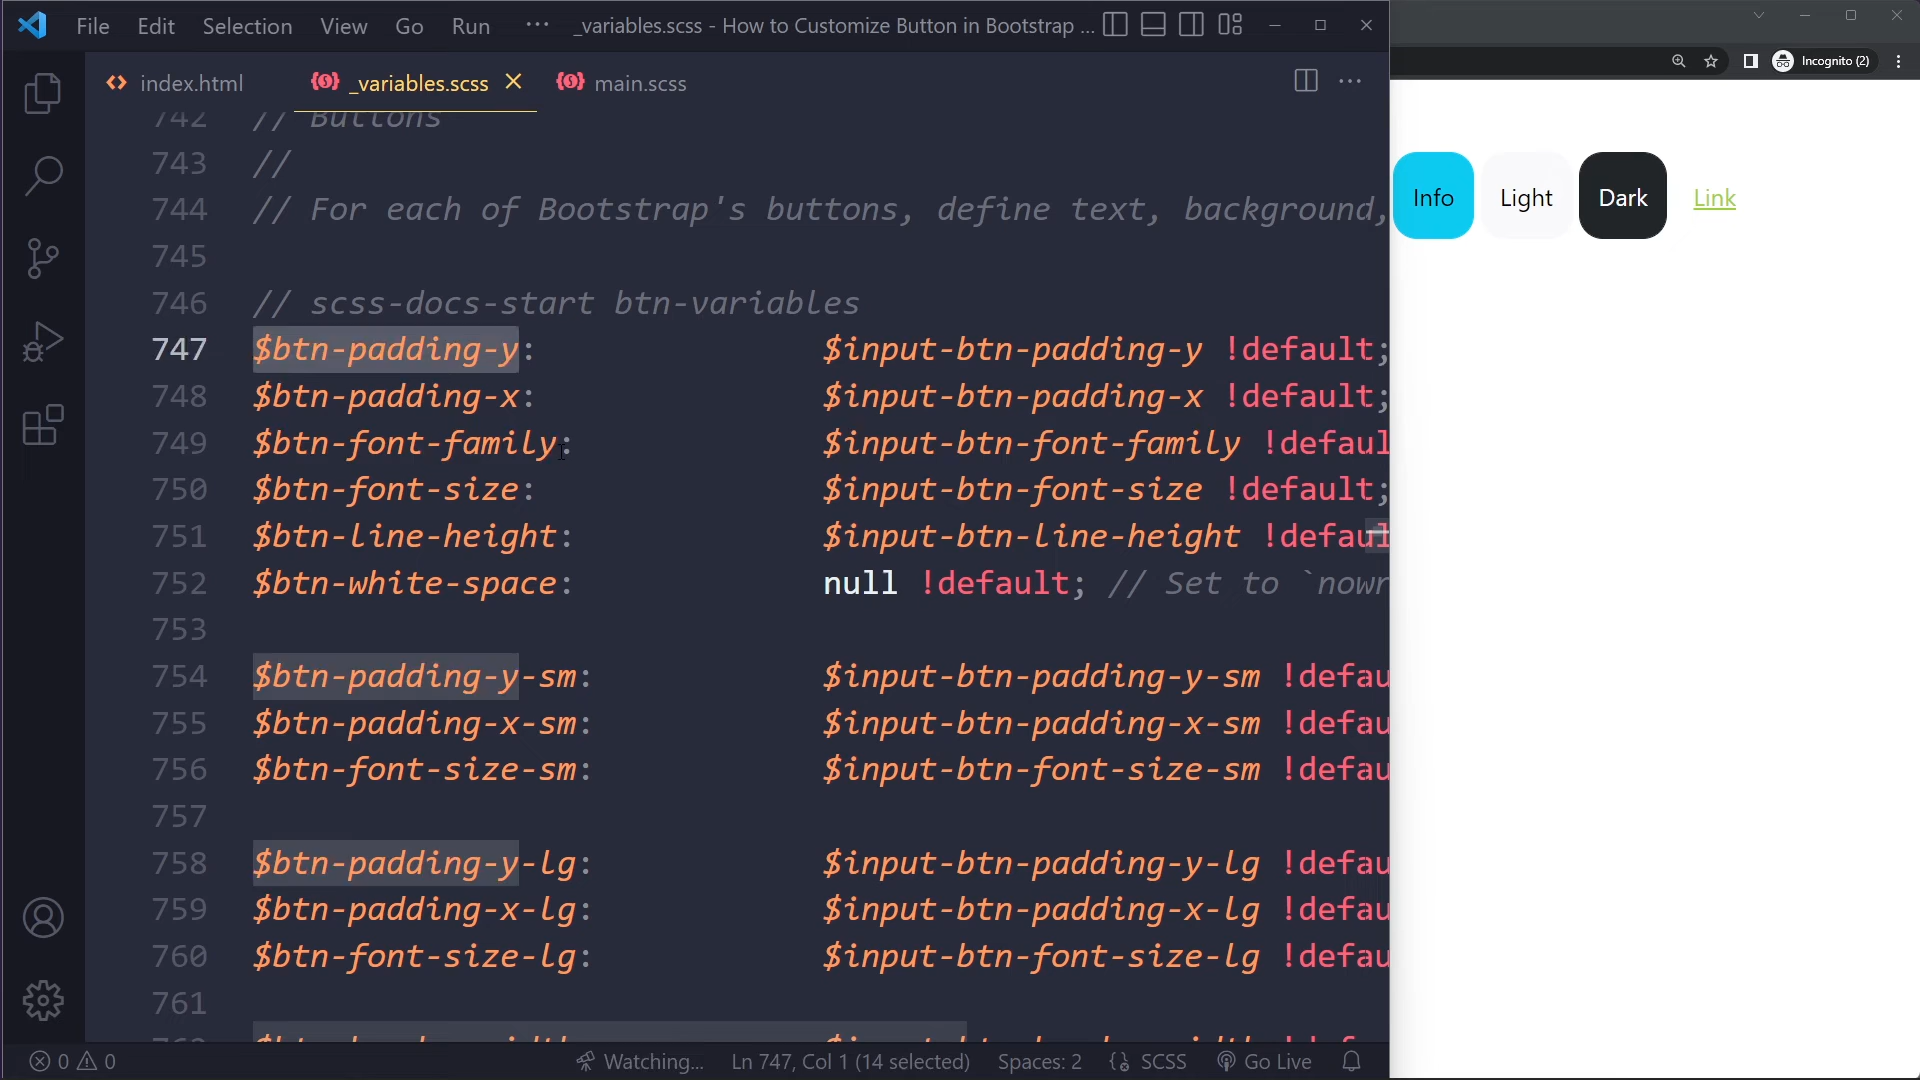 File Edit Selection View Go Run ··· _variables.scss - How to Customize Button in Bootstrap ...
Incognito (2)
index.html _variables.scss main.scss
742 // Buttons
743 //
744 // For each of Bootstrap's buttons, define text, background,
745
746 // scss-docs-start btn-variables
747 $btn-padding-y: $input-btn-padding-y !default;
748 $btn-padding-x: $input-btn-padding-x !default;
749 $btn-font-family: $input-btn-font-family !defaul
750 $btn-font-size: $input-btn-font-size !default;
751 $btn-line-height: $input-btn-line-height !defaul
752 $btn-white-space: null !default; // Set to `nowr
753
754 $btn-padding-y-sm: $input-btn-padding-y-sm !defau
755 $btn-padding-x-sm: $input-btn-padding-x-sm !defau
756 $btn-font-size-sm: $input-btn-font-size-sm !defau
757
758 $btn-padding-y-lg: $input-btn-padding-y-lg !defau
759 $btn-padding-x-lg: $input-btn-padding-x-lg !defau
760 $btn-font-size-lg: $input-btn-font-size-lg !defau
761
Info Light Dark Link
0 0 Watching... Ln 747, Col 1 (14 selected) Spaces: 2 SCSS Go Live